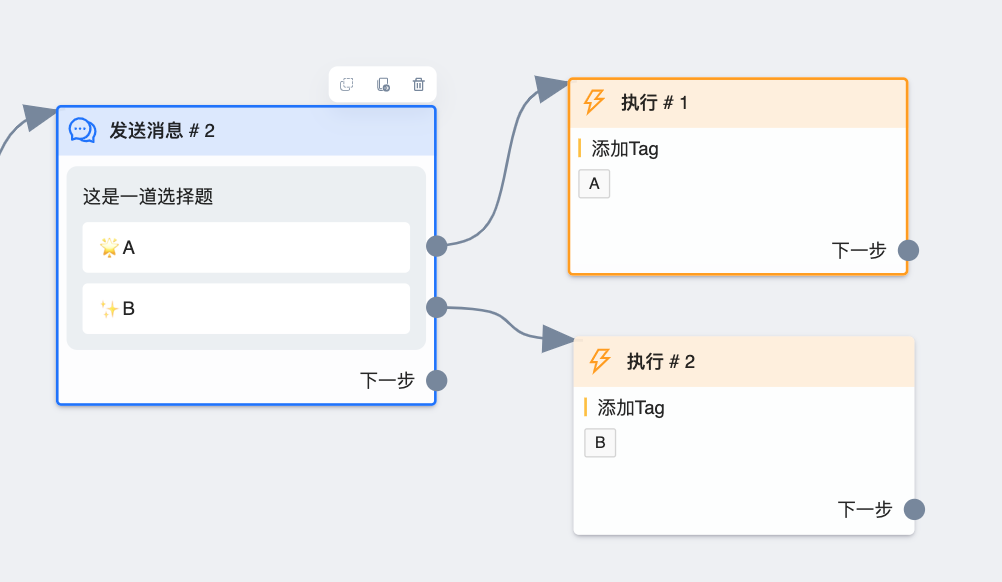 发送消息 # 2
这是一道选择题
🌟A
✨B
下一步
执行 # 1
添加Tag
A
下一步
执行 # 2
添加Tag
B
下一步